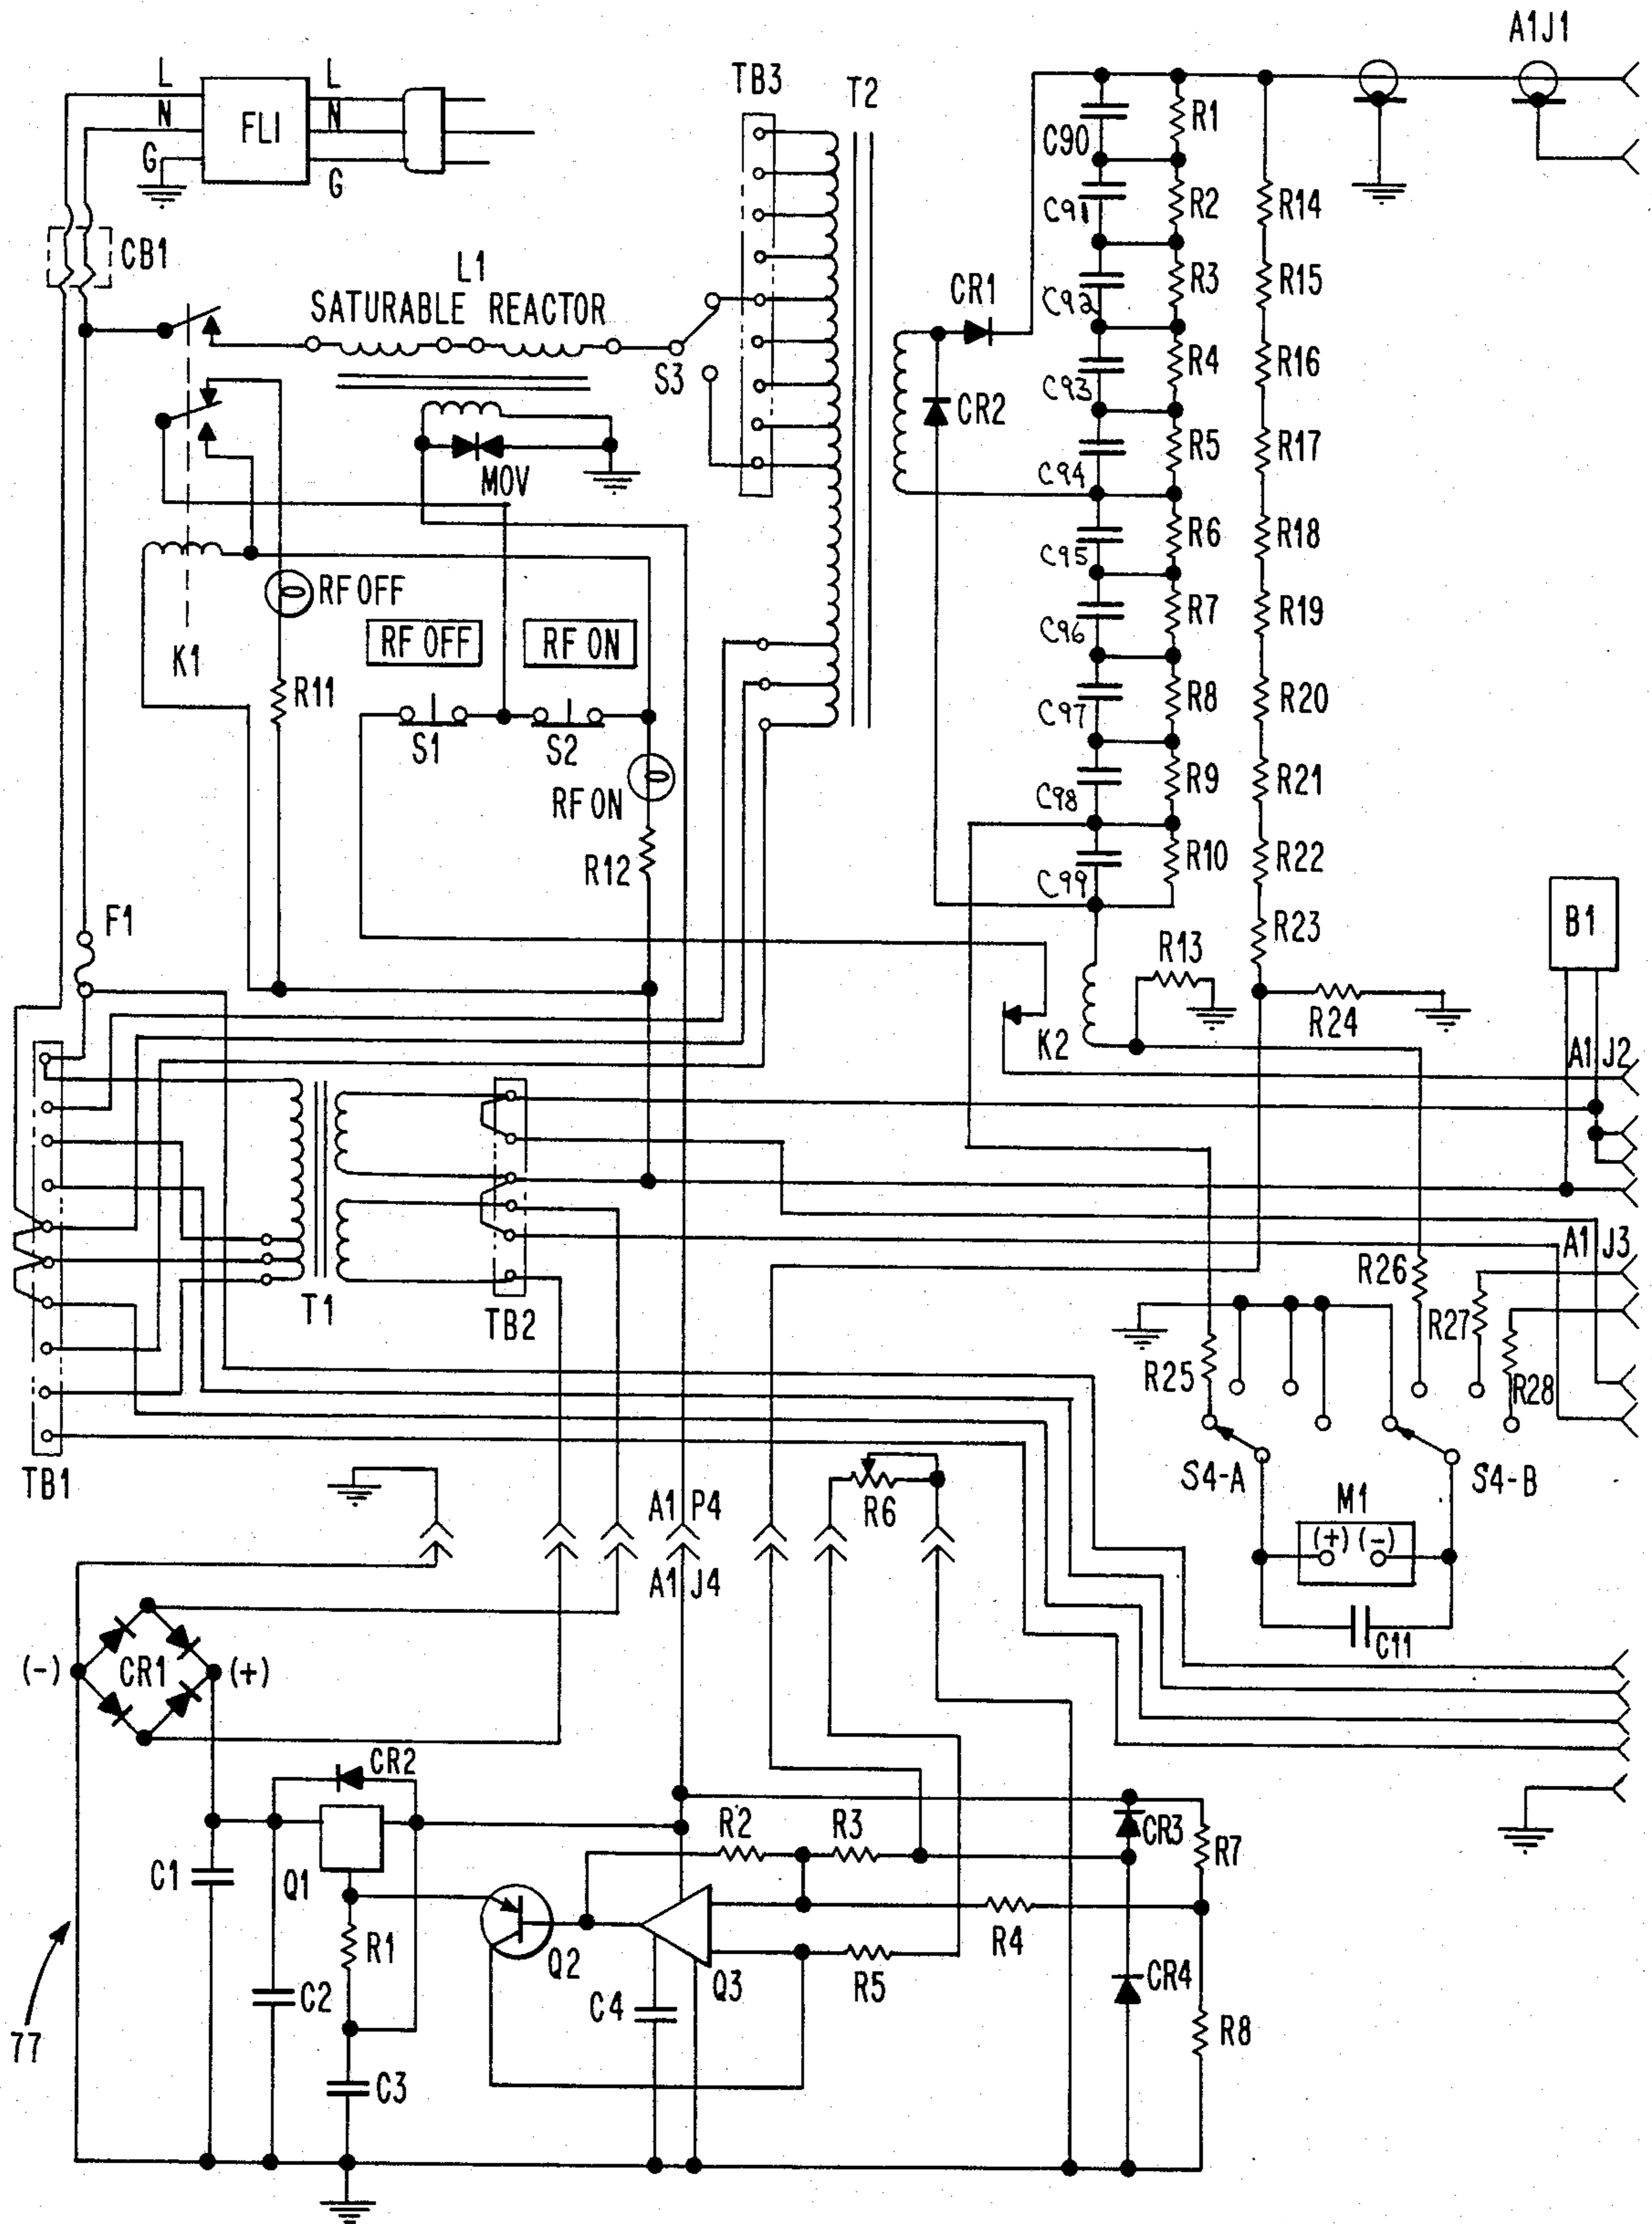 A1J1
L
L
N
FLI
N
G
G
TB3
T2
C90
R1
C91
R2
R14
CB1
L1
SATURABLE REACTOR
CR1
C92
R3
R15
S3
C93
R4
R16
CR2
MOV
C94
R5
R17
C95
R6
R18
RF OFF
K1
RF OFF
RF ON
C96
R7
R19
R11
S1
S2
C97
R8
R20
RF ON
C98
R9
R21
R12
C99
R10
R22
F1
R13
R23
B1
K2
R24
A1 J2
T1
TB2
A1 J3
R26
R27
R25
R28
TB1
S4-A
S4-B
A1 P4
R6
M1
(+) (-)
A1 J4
C11
(-)
CR1
(+)
CR2
R2
R3
CR3
R7
C1
Q1
R1
Q2
Q3
R4
R5
CR4
C2
C4
R8
77
C3